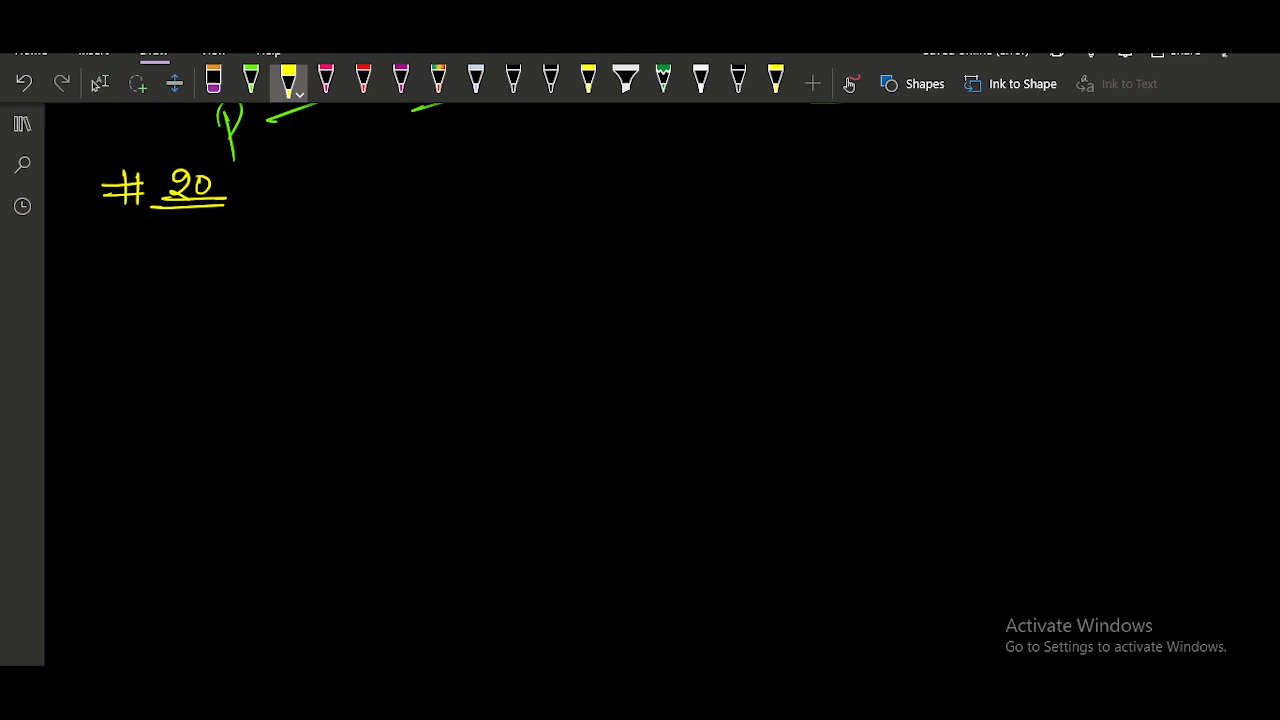 Shapes Ink to Shape Ink to Text
P
# 20
Activate Windows
Go to Settings to activate Windows.